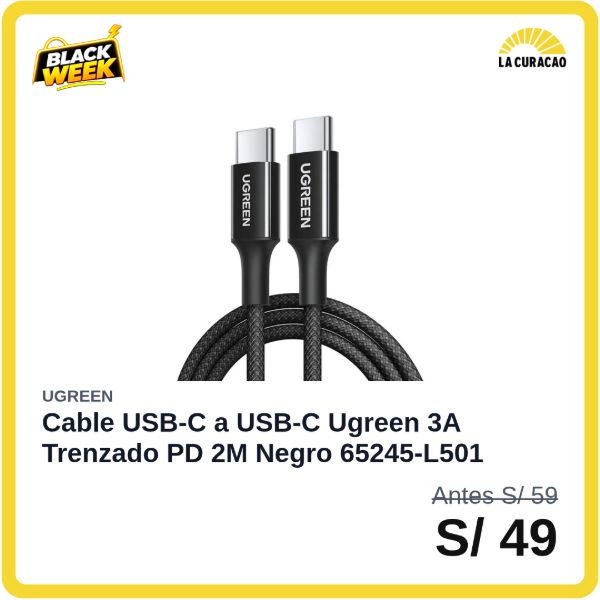 BLACK
WEEK
LA CURACAO
UGREEN
UGREEN
UGREEN
Cable USB-C a USB-C Ugreen 3A
Trenzado PD 2M Negro 65245-L501
Antes S/ 59
S/ 49